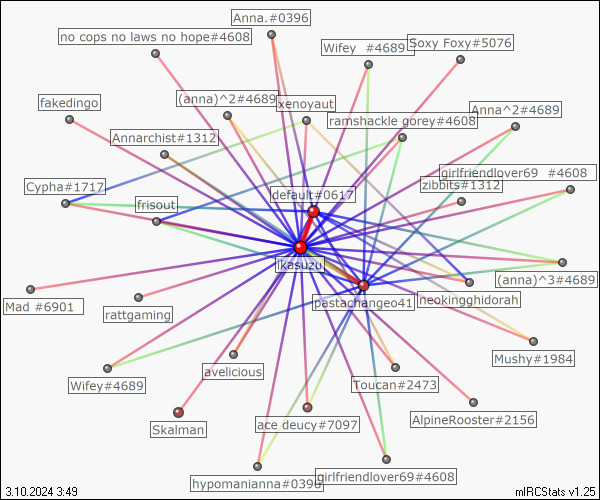 Anna.#0396
no cops no laws no hope#4608
Wifey #4689
Soxy Foxy#5076
fakedingo
(anna)^2#4689
xenoyaut
ramshackle gorey#4608
Anna^2#4689
Annarchist#1312
Cypha#1717
frisout
default#0617
girlfriendlover69 #4608
zibbits#1312
ikasuzu
(anna)^3#4689
Mad #6901
rattgaming
pastachangeo41
neokingghidorah
Mushy#1984
Wifey#4689
avelicious
Toucan#2473
Skalman
ace deucy#7097
AlpineRooster#2156
hypomanianna#0396
girlfriendlover69#4608
3.10.2024 3:49
mIRCStats v1.25